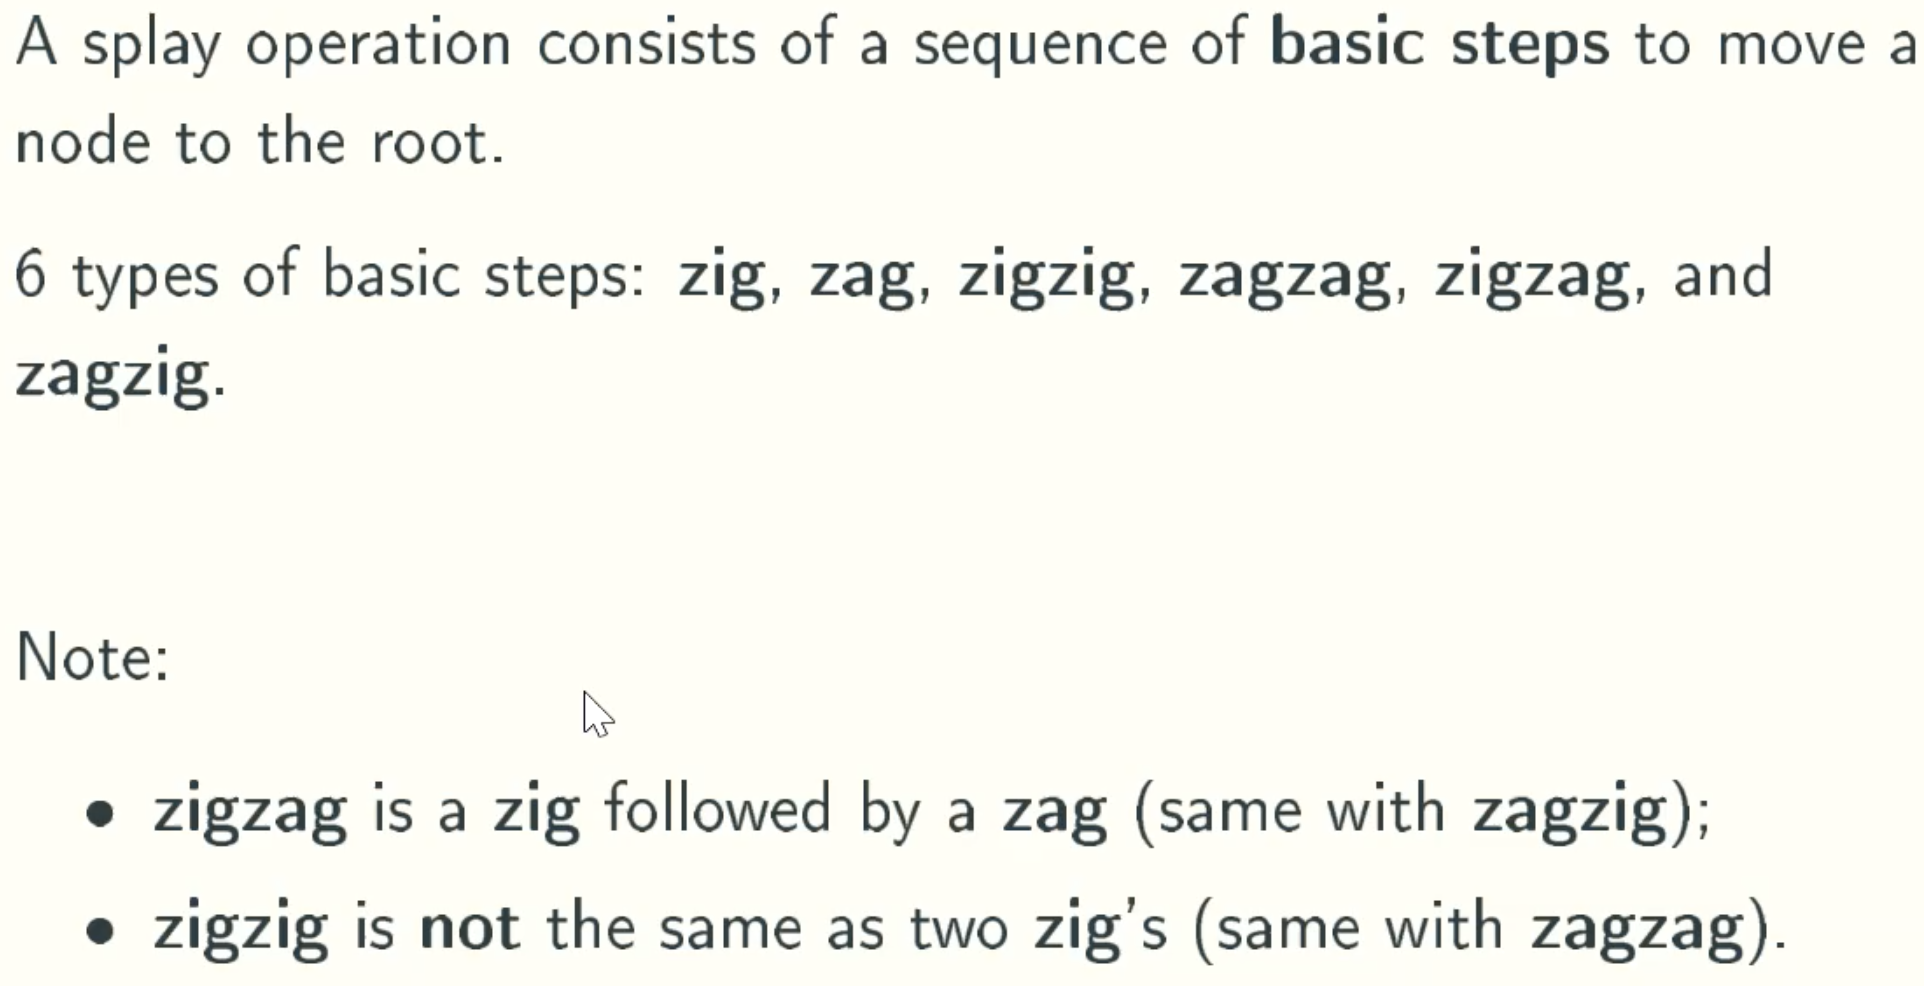 A splay operation consists of a sequence of basic steps to move a
node to the root.
6 types of basic steps: zig, zag, zigzig, zagzag, zigzag, and
zagzig.
Note:
• zigzag is a zig followed by a zag (same with zagzig);
• zigzig is not the same as two zig's (same with zagzag).